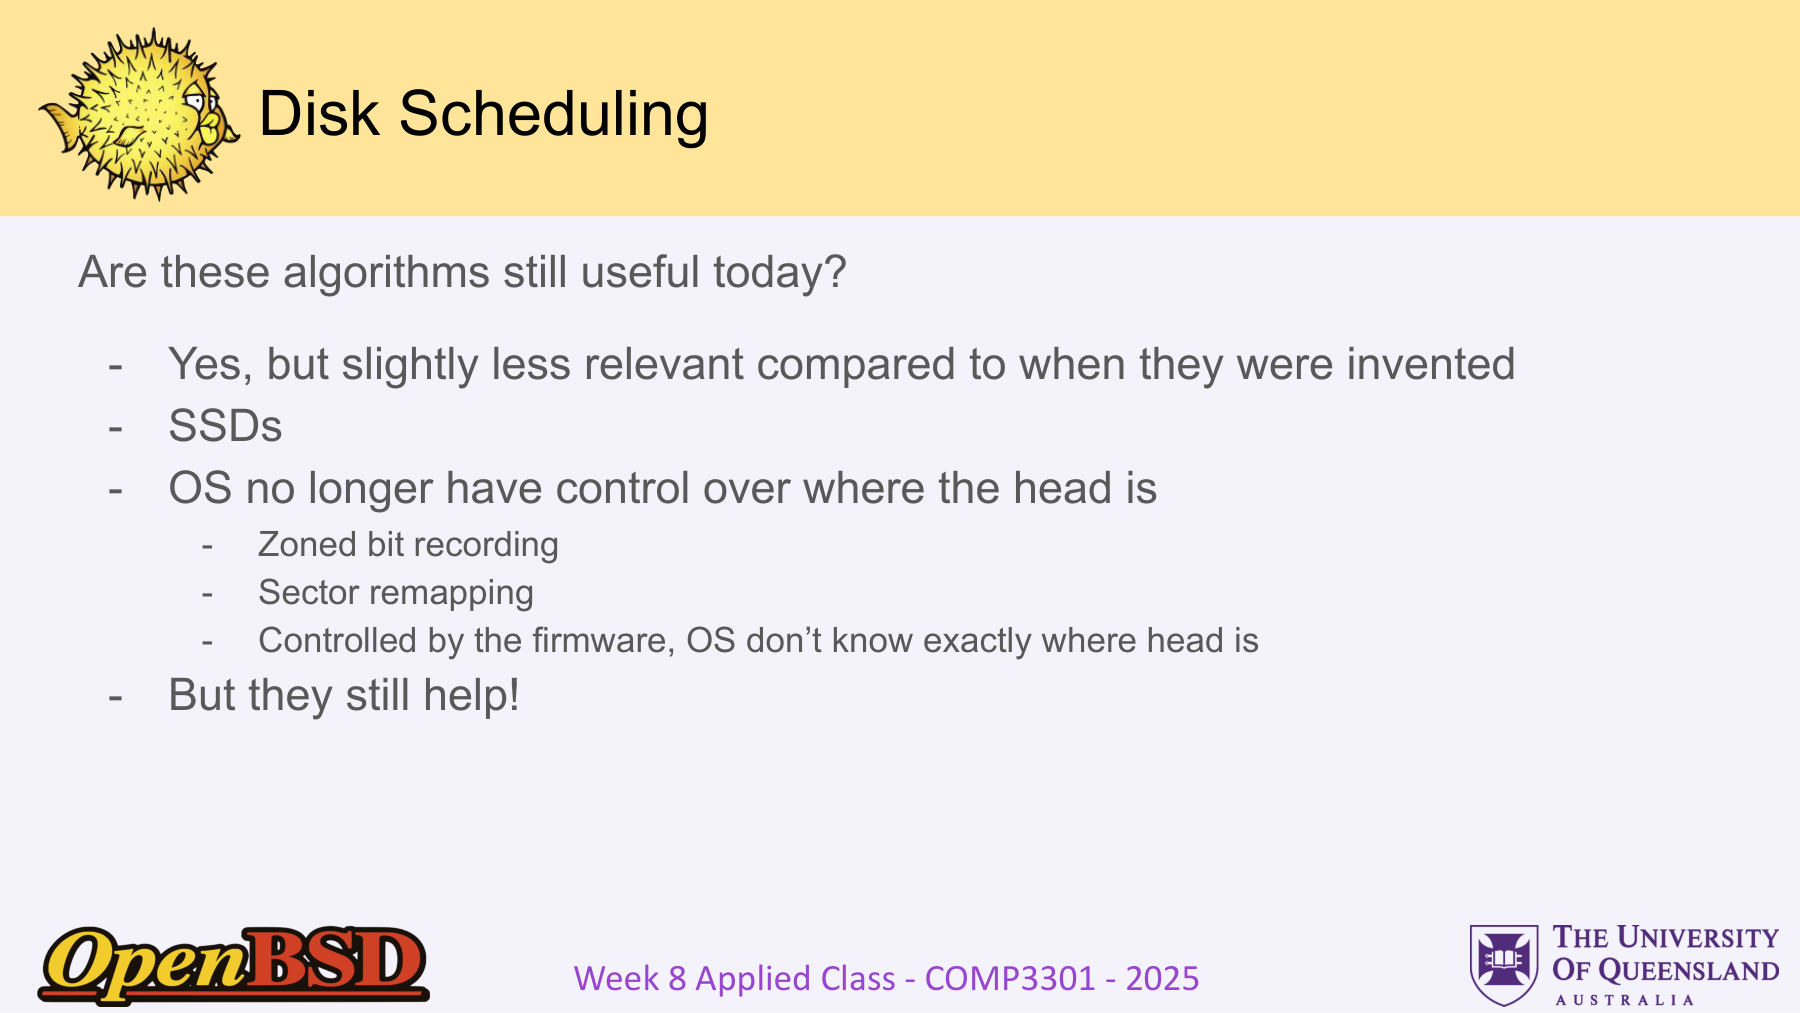 Disk Scheduling
Are these algorithms still useful today?
- Yes, but slightly less relevant compared to when they were invented
- SSDs
- OS no longer have control over where the head is
- Zoned bit recording
- Sector remapping
- Controlled by the firmware, OS don’t know exactly where head is
- But they still help!
OpenBSD
Week 8 Applied Class - COMP3301 - 2025
THE UNIVERSITY
OF QUEENSLAND
AUSTRALIA